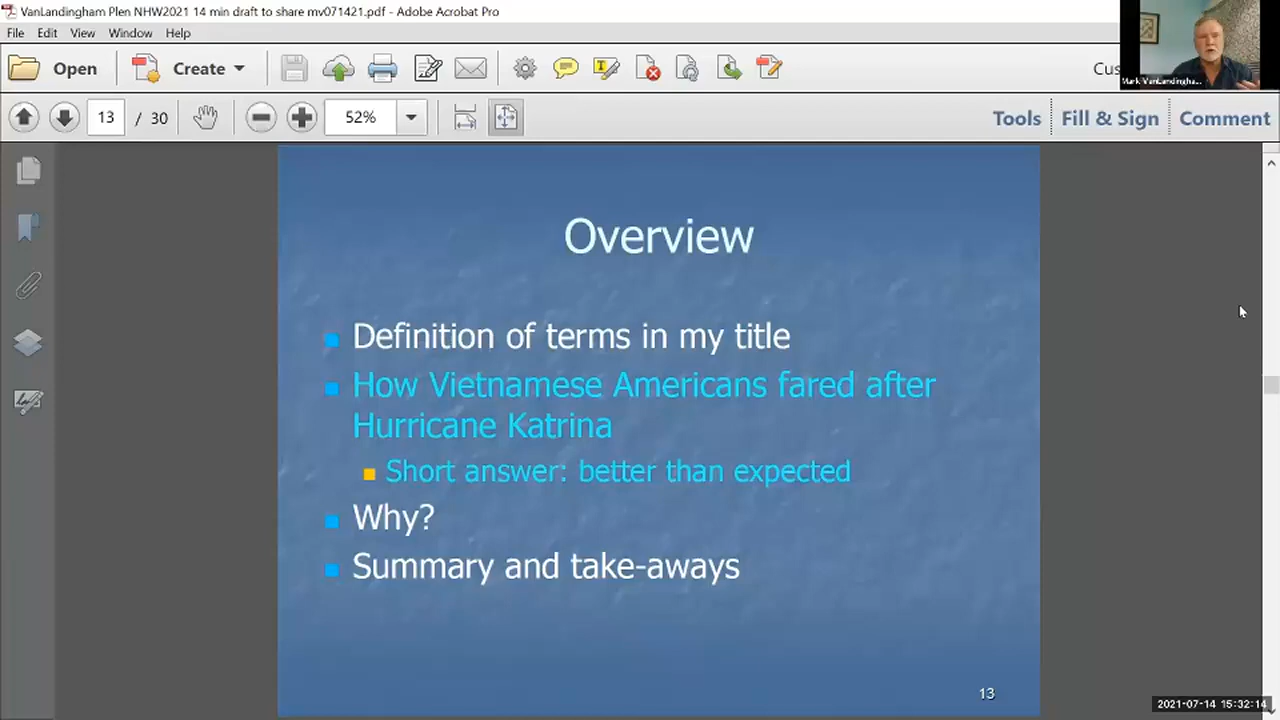 VanLandingham Plen NHW2021 14 min draft to share mv071421.pdf - Adobe Acrobat Pro
File Edit View Window Help
Open Create Cus
Mark VanLandingha...
13 / 30 52% Tools Fill & Sign Comment
Overview
Definition of terms in my title
How Vietnamese Americans fared after
Hurricane Katrina
Short answer: better than expected
Why?
Summary and take-aways
13
2021-07-14 15:32:14